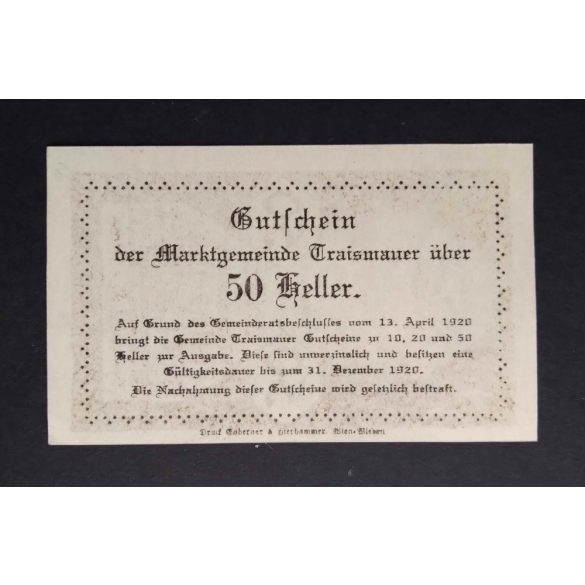 Gutschein
der Marktgemeinde Traismauer über
50 Heller.
Auf Grund des Gemeinderatsbeschlusses vom 13. April 1920
bringt die Gemeinde Traismauer Gutscheine zu 10, 20 und 50
Heller zur Ausgabe. Diese sind unverzinslich und besitzen eine
Gültigkeitsdauer bis zum 31. Dezember 1920.
Die Nachahmung dieser Gutscheine wird gesetzlich bestraft.
Druck &